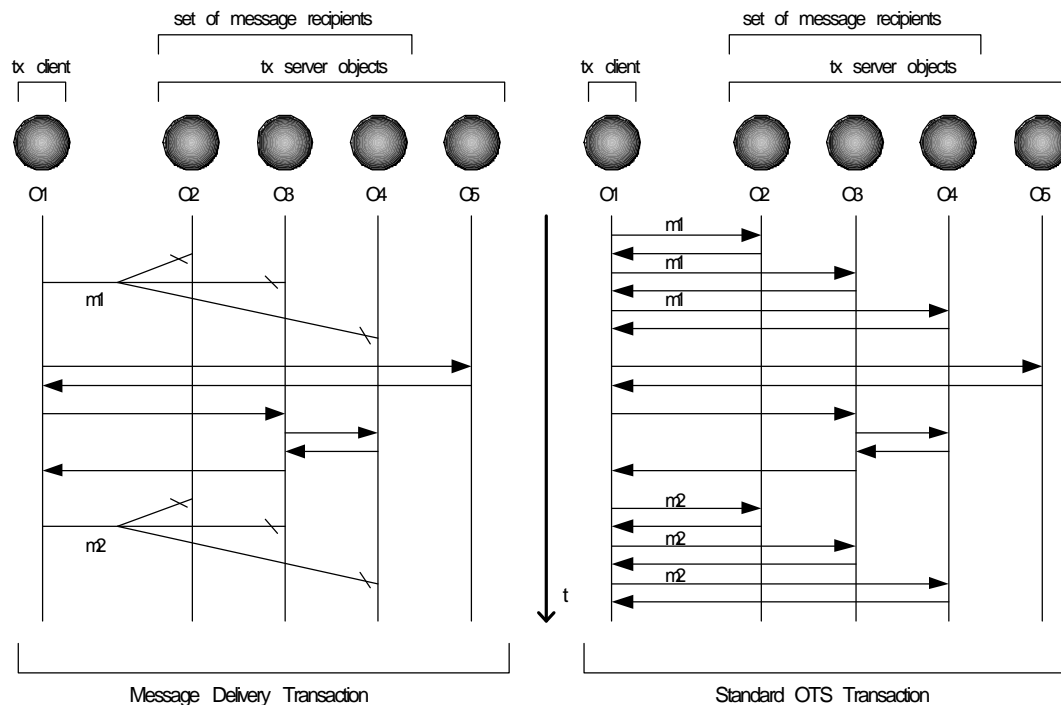 set of message recipients
tx client
tx server objects
O1
O2
O3
O4
O5
m1
m2
Message Delivery Transaction
t
set of message recipients
tx client
tx server objects
O1
O2
O3
O4
O5
m1
m1
m1
m2
m2
m2
Standard OTS Transaction